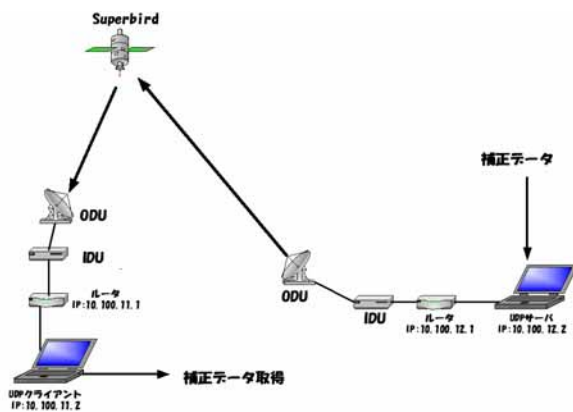 Superbird
補正データ
ODU
IDU
ルータ
IP:10.100.11.1
ODU
IDU
ルータ
IP:10.100.12.1
UDPサーバ
IP:10.100.12.2
補正データ取得
UDPクライアント
IP:10.100.11.2